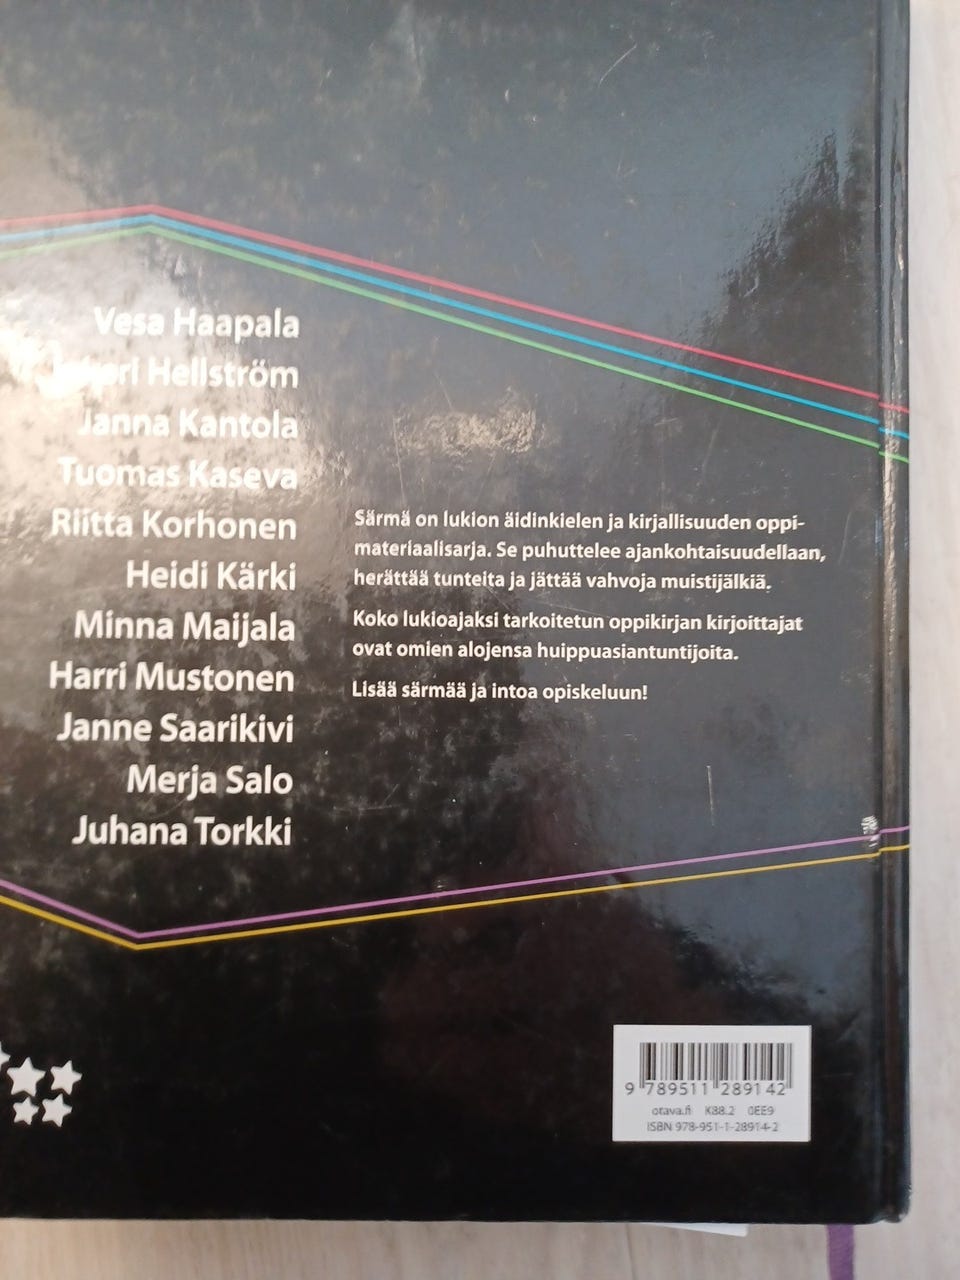 Vesa Haapala
Hellström
Janna Kantola
Tuomas Kaseva
Riitta Korhonen
Heidi Kärki
Minna Maijala
Harri Mustonen
Janne Saarikivi
Merja Salo
Juhana Torkki
Särmä on lukion äidinkielen ja kirjallisuuden oppi-
materiaalisarja. Se puhuttelee ajankohtaisuudellaan,
herättää tunteita ja jättää vahvoja muistijälkiä.
Koko lukioajaksi tarkoitetun oppikirjan kirjoittajat
ovat omien alojensa huippuasiantuntijoita.
Lisää särmää ja intoa opiskeluun!
9 789511 289142
otava.fi K88.2 0EE9
ISBN 978-951-1-28914-2